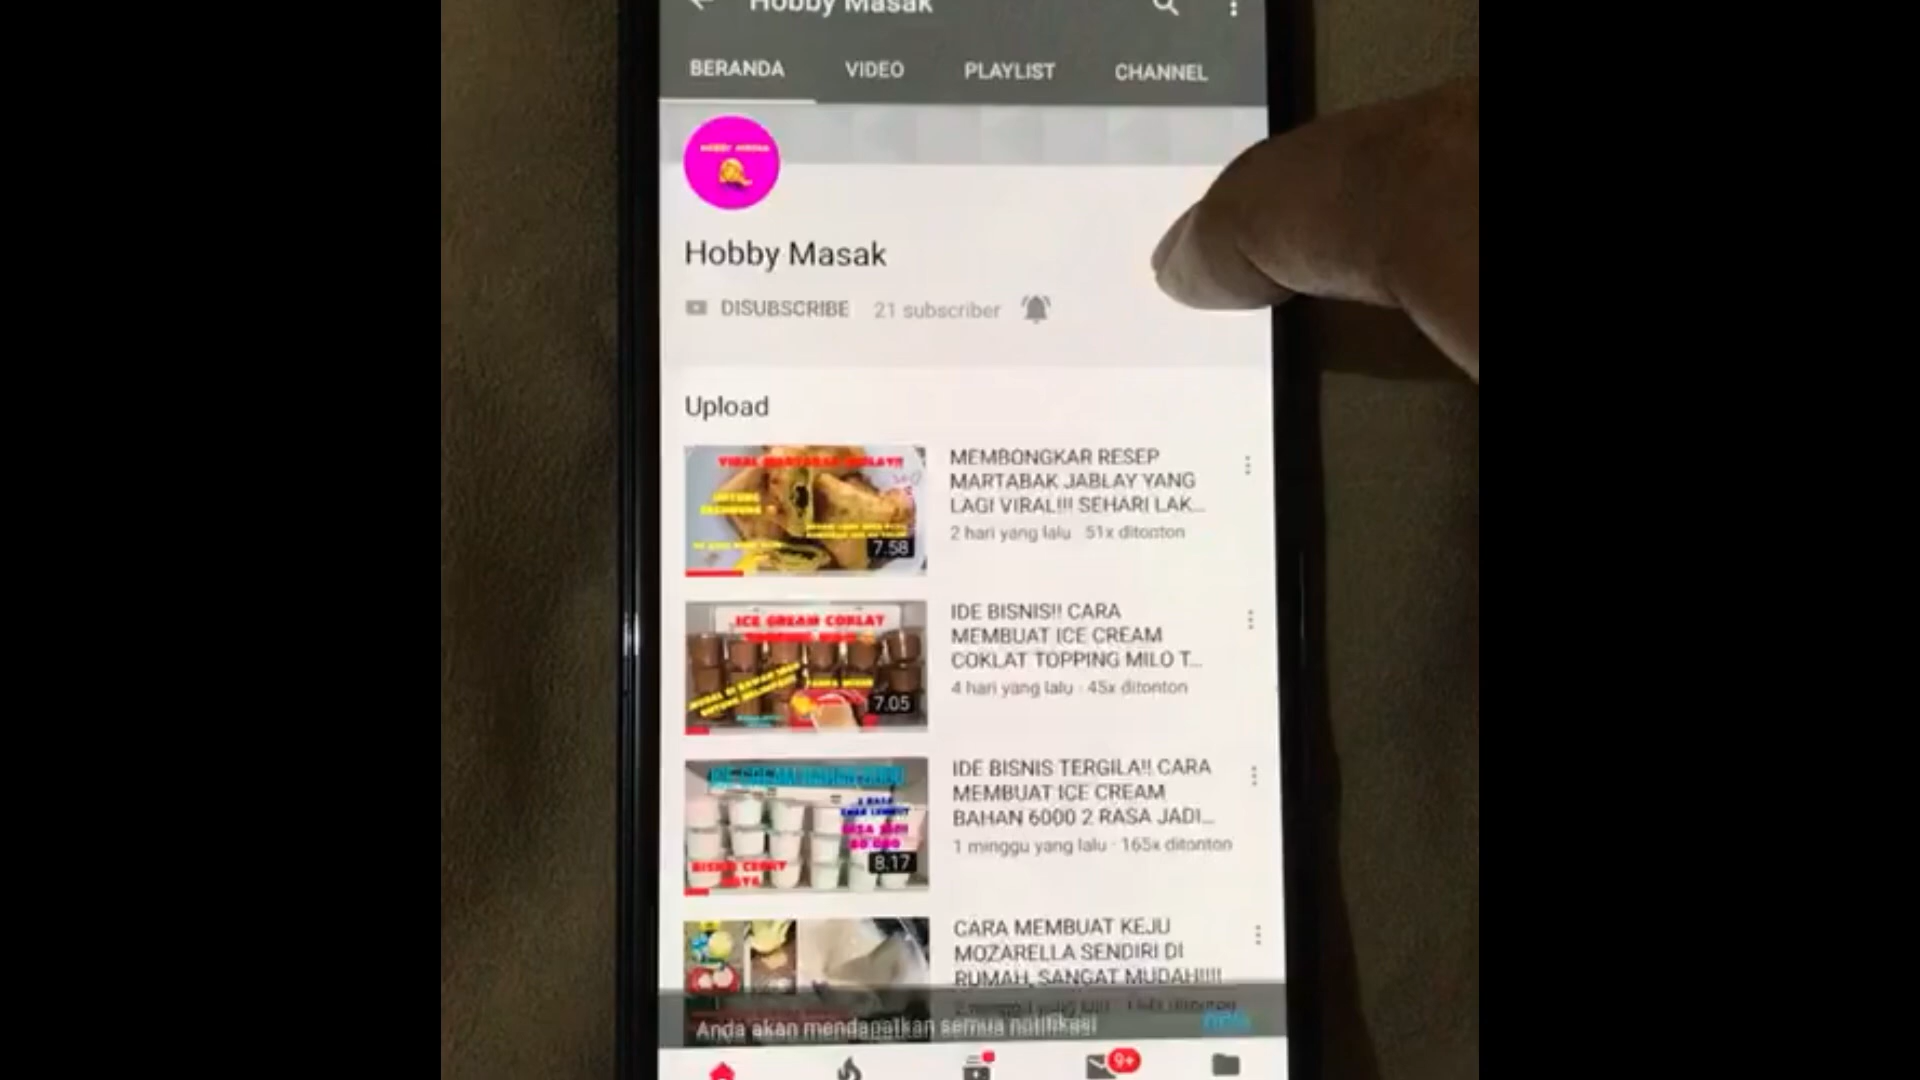 Hobby Masak
BERANDA VIDEO PLAYLIST CHANNEL
Hobby Masak
DISUBSCRIBE 21 subscriber
Upload
MEMBONGKAR RESEP
MARTABAK JABLAY YANG
LAGI VIRAL!!! SEHARI LAK...
2 hari yang lalu · 51x ditonton
7.58
ICE CREAM COKLAT
7.05
IDE BISNIS!! CARA
MEMBUAT ICE CREAM
COKLAT TOPPING MILO T...
4 hari yang lalu · 45x ditonton
8.17
IDE BISNIS TERGILA!! CARA
MEMBUAT ICE CREAM
BAHAN 6000 2 RASA JADI...
1 minggu yang lalu · 165x ditonton
CARA MEMBUAT KEJU
MOZARELLA SENDIRI DI
RUMAH, SANGAT MUDAH!!!!
Anda akan mendapatkan semua notifikasi
9+